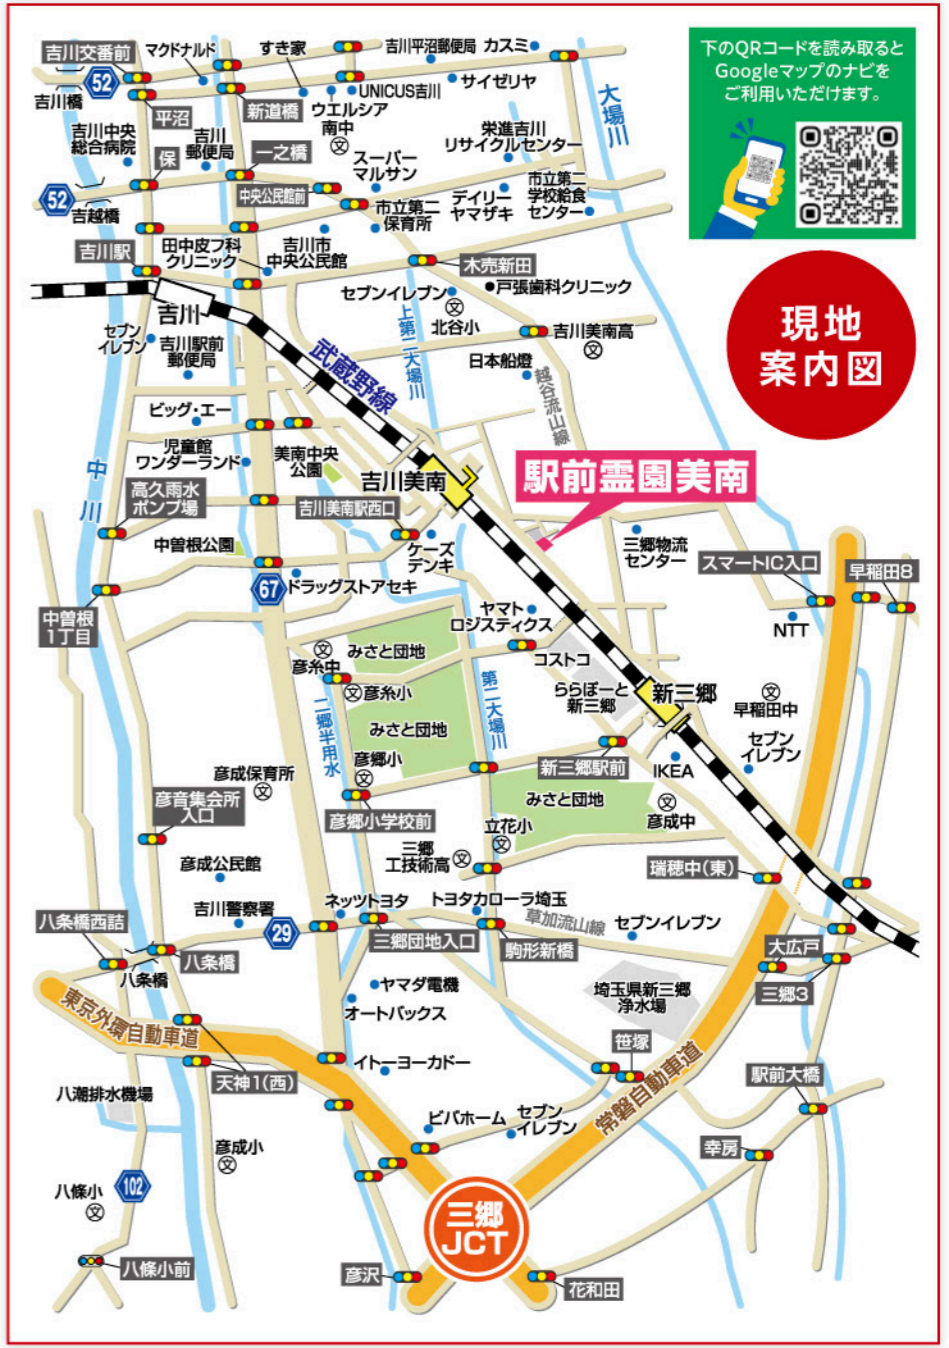 下のQRコードを読み取ると
Googleマップのナビを
ご利用いただけます。
現地
案内図
吉川交番前
マクドナルド
すき家
吉川平沼郵便局
カスミ
52
吉川橋
UNICUS吉川
サイゼリヤ
平沼
新道橋
ウエルシア
南中
文
大場川
吉川中央
総合病院
吉川
郵便局
保
一之橋
スーパー
マルサン
栄進吉川
リサイクルセンター
52
吉越橋
中央公民館前
市立第二
保育所
デイリー
ヤマザキ
市立第二
学校給食
センター
吉川駅
田中皮フ科
クリニック
吉川市
中央公民館
木売新田
戸張歯科クリニック
吉川
セブンイレブン
文
北谷小
上第二大場川
吉川美南高
文
セブン
イレブン
吉川駅前
郵便局
武蔵野線
日本船燈
越谷流山線
ビッグ・エー
児童館
ワンダーランド
美南中央
公園
吉川美南
駅前霊園美南
中川
高久雨水
ポンプ場
吉川美南駅西口
中曽根公園
ケーズ
デンキ
三郷物流
センター
スマートIC入口
早稲田8
67
ドラッグストアセキ
中曽根
1丁目
ヤマト
ロジスティクス
NTT
文
彦糸中
みさと団地
コストコ
文
彦糸小
ららぽーと
新三郷
新三郷
文
早稲田中
二郷半用水
みさと団地
第二大場川
セブン
イレブン
彦郷小
文
新三郷駅前
IKEA
彦成保育所
文
みさと団地
文
彦成中
彦音集会所
入口
彦郷小学校前
立花小
文
三郷
工技術高
文
彦成公民館
瑞穂中(東)
吉川警察署
ネッツトヨタ
トヨタカローラ埼玉
草加流山線
セブンイレブン
八条橋西詰
29
三郷団地入口
駒形新橋
大広戸
八条橋
八条橋
三郷3
ヤマダ電機
オートバックス
埼玉県新三郷
浄水場
東京外環自動車道
笹塚
天神1(西)
イトーヨーカドー
常磐自動車道
駅前大橋
八潮排水機場
ビバホーム
セブン
イレブン
幸房
彦成小
文
102
八條小
文
三郷
JCT
八條小前
彦沢
花和田